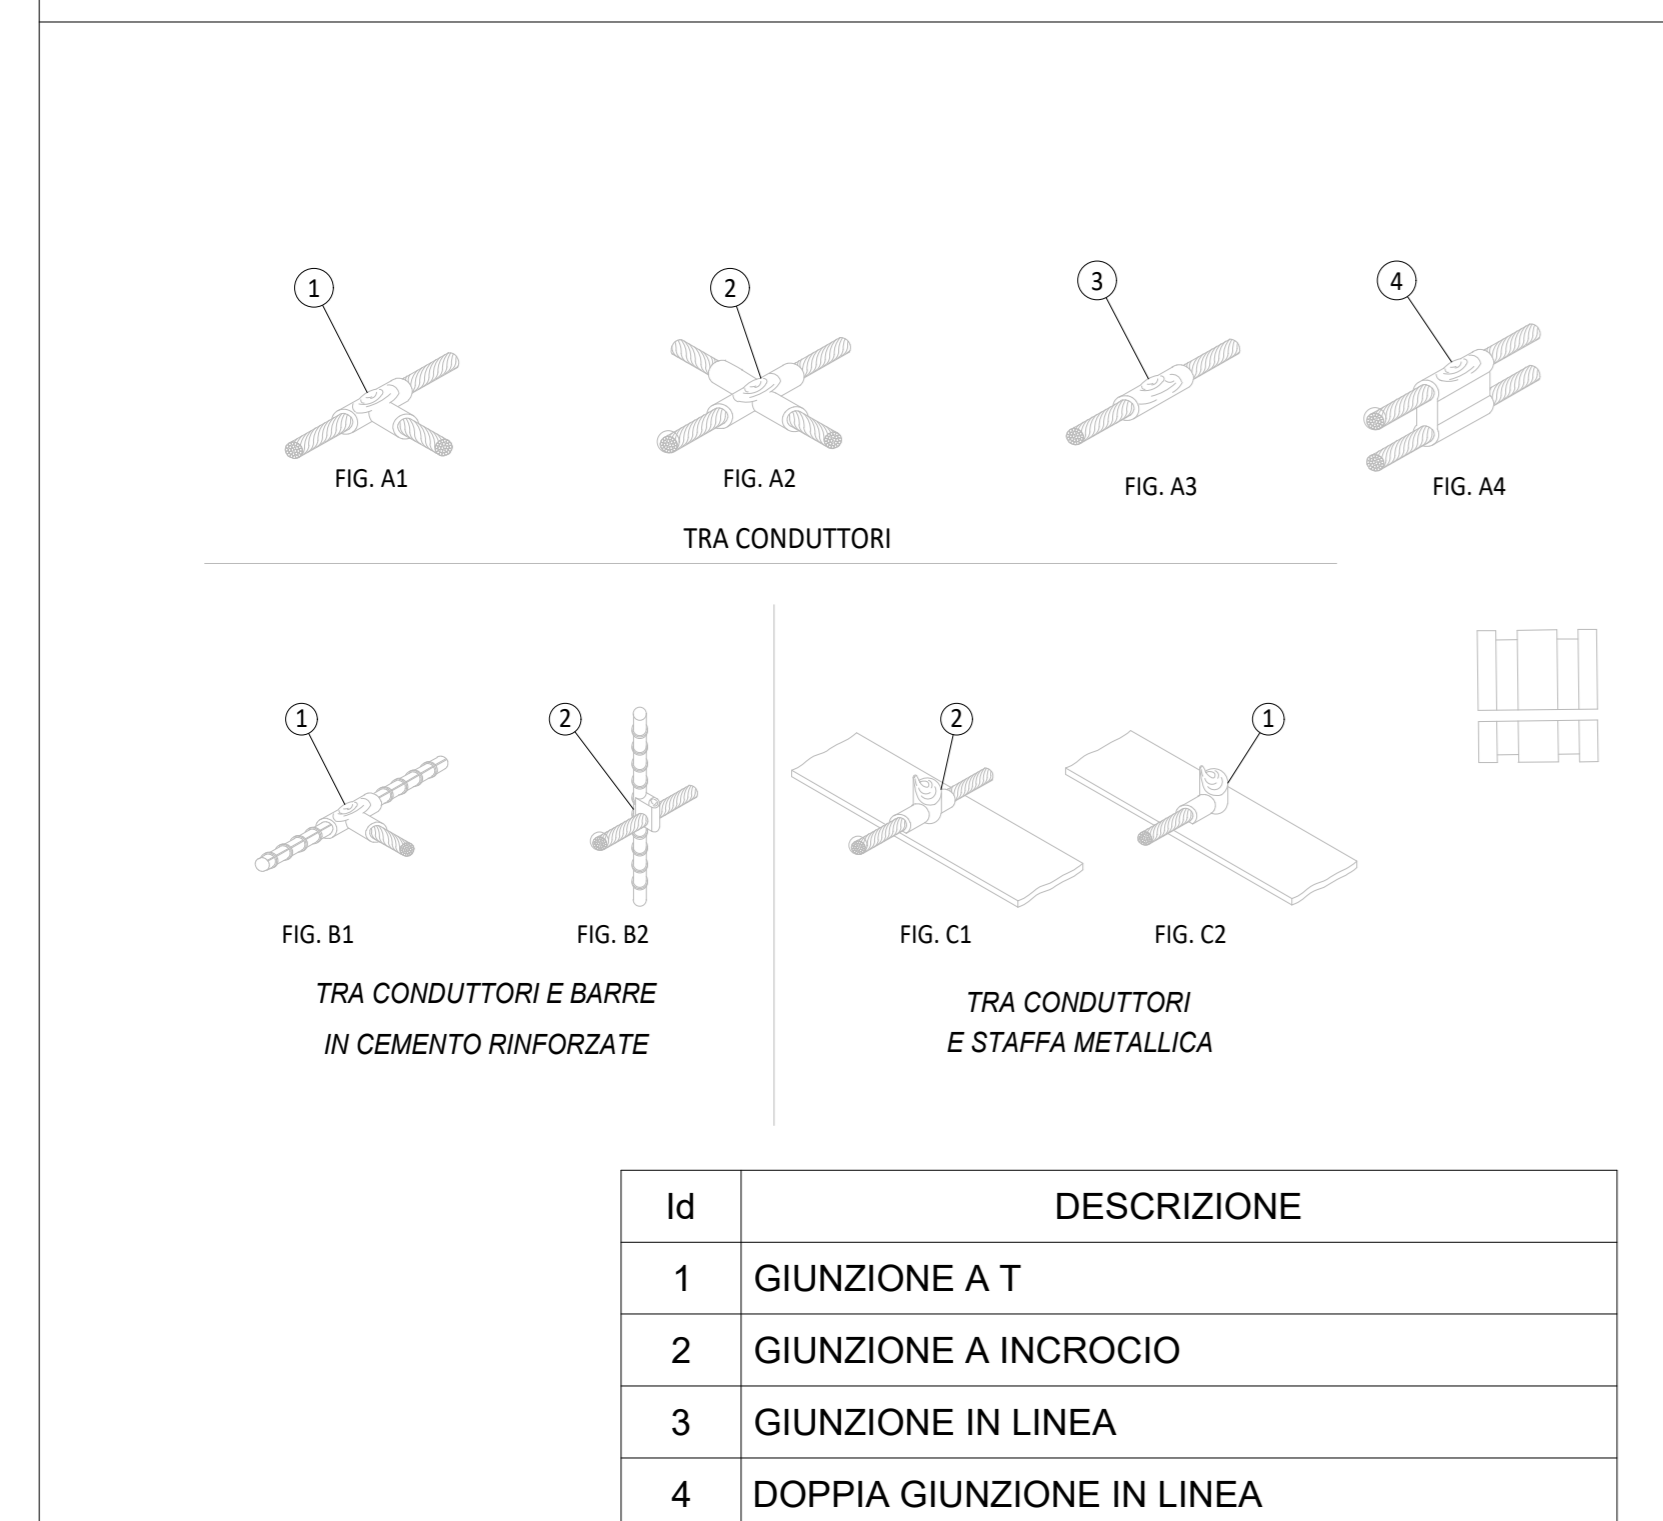 1 2 3 4
FIG. A1 FIG. A2 FIG. A3 FIG. A4
TRA CONDUTTORI
1 2 2 1
FIG. B1 FIG. B2 FIG. C1 FIG. C2
TRA CONDUTTORI E BARRE
IN CEMENTO RINFORZATE
TRA CONDUTTORI
E STAFFA METALLICA
Id DESCRIZIONE
1 GIUNZIONE A T
2 GIUNZIONE A INCROCIO
3 GIUNZIONE IN LINEA
4 DOPPIA GIUNZIONE IN LINEA